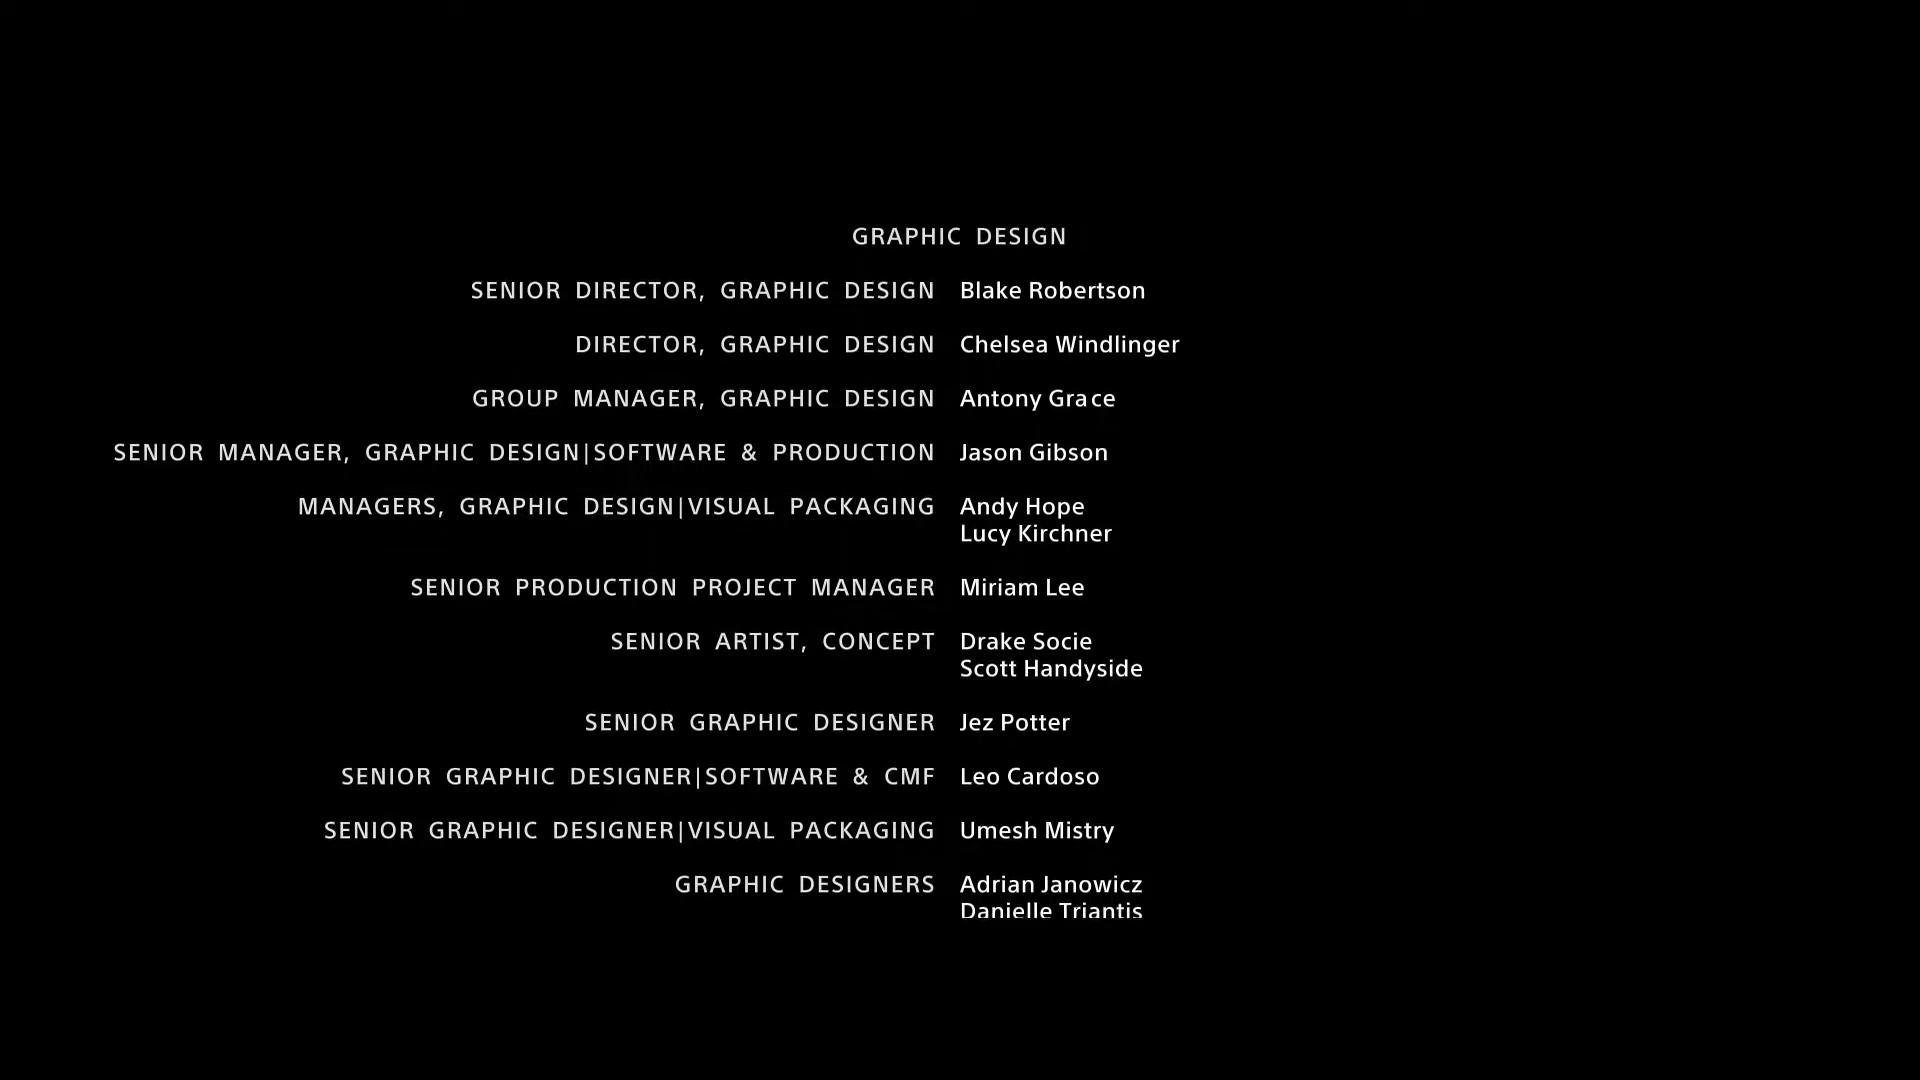 GRAPHIC DESIGN
SENIOR DIRECTOR, GRAPHIC DESIGN Blake Robertson
DIRECTOR, GRAPHIC DESIGN Chelsea Windlinger
GROUP MANAGER, GRAPHIC DESIGN Antony Grace
SENIOR MANAGER, GRAPHIC DESIGN|SOFTWARE & PRODUCTION Jason Gibson
MANAGERS, GRAPHIC DESIGN|VISUAL PACKAGING Andy Hope
Lucy Kirchner
SENIOR PRODUCTION PROJECT MANAGER Miriam Lee
SENIOR ARTIST, CONCEPT Drake Socie
Scott Handyside
SENIOR GRAPHIC DESIGNER Jez Potter
SENIOR GRAPHIC DESIGNER|SOFTWARE & CMF Leo Cardoso
SENIOR GRAPHIC DESIGNER|VISUAL PACKAGING Umesh Mistry
GRAPHIC DESIGNERS Adrian Janowicz
Danielle Triantis